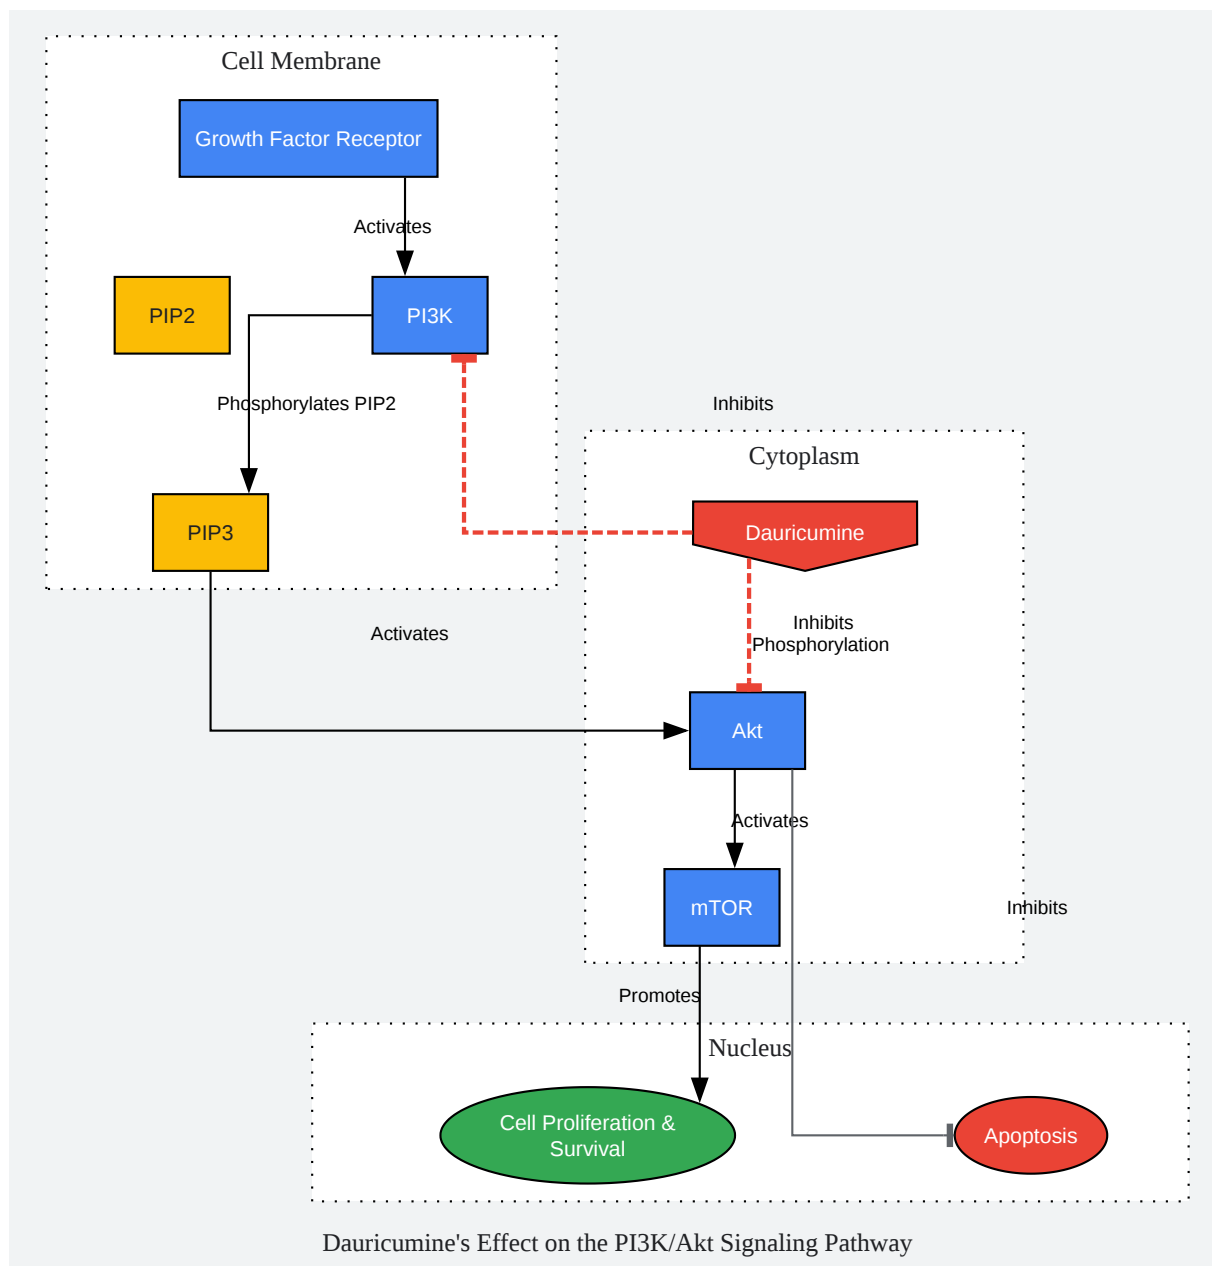 Cell Membrane
Growth Factor Receptor
Activates
PIP2
PI3K
Phosphorylates PIP2
Inhibits
Cytoplasm
PIP3
Dauricumine
Activates
Inhibits
Phosphorylation
Akt
Activates
mTOR
Inhibits
Promotes
Nucleus
Cell Proliferation &
Survival
Apoptosis
Dauricumine's Effect on the PI3K/Akt Signaling Pathway